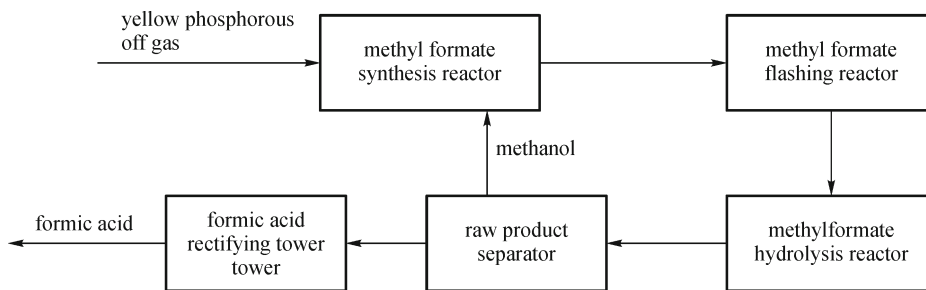 yellow phosphorous
off gas
methyl formate
synthesis reactor
methyl formate
flashing reactor
methanol
formic acid
formic acid
rectifying tower
tower
raw product
separator
methylformate
hydrolysis reactor